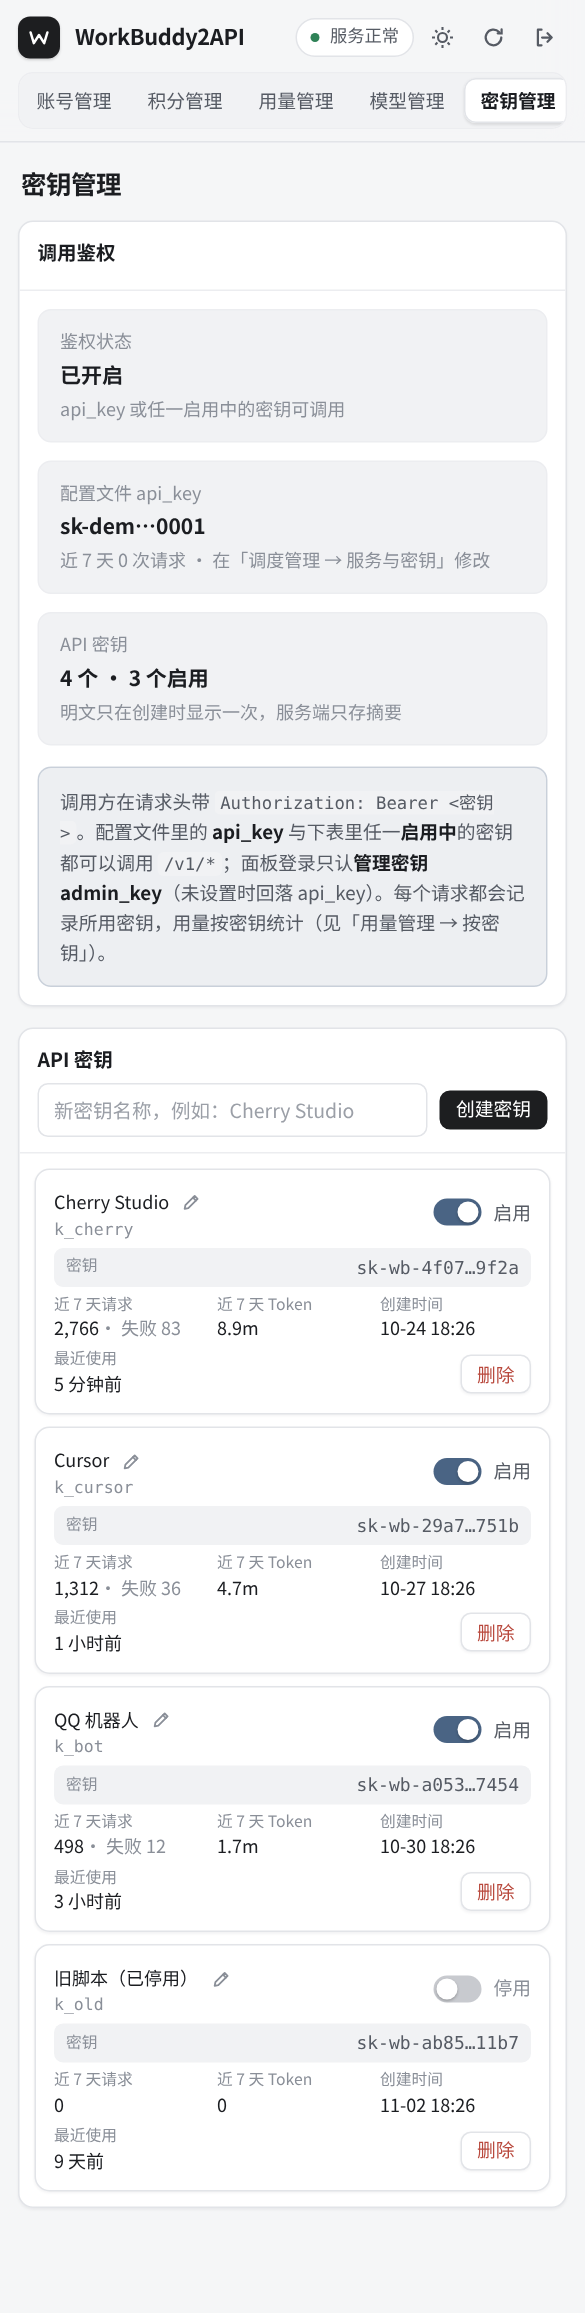 WorkBuddy2API
服务正常
账号管理 积分管理 用量管理 模型管理 密钥管理
密钥管理
调用鉴权
鉴权状态
已开启
api_key 或任一启用中的密钥可调用
配置文件 api_key
sk-dem···0001
近 7 天 0 次请求 · 在「调度管理 → 服务与密钥」修改
API 密钥
4 个 · 3 个启用
明文只在创建时显示一次，服务端只存摘要
调用方在请求头带 Authorization: Bearer <密钥
> 。配置文件里的 api_key 与下表里任一启用中的密钥
都可以调用 /v1/* ；面板登录只认管理密钥
admin_key（未设置时回落 api_key）。每个请求都会记
录所用密钥，用量按密钥统计（见「用量管理 → 按密
钥」）。
API 密钥
新密钥名称，例如：Cherry Studio 创建密钥
Cherry Studio 启用
k_cherry
密钥 sk-wb-4f07…9f2a
近 7 天请求 近 7 天 Token 创建时间
2,766 · 失败 83 8.9m 10-24 18:26
最近使用
5 分钟前 删除
Cursor 启用
k_cursor
密钥 sk-wb-29a7…751b
近 7 天请求 近 7 天 Token 创建时间
1,312 · 失败 36 4.7m 10-27 18:26
最近使用
1 小时前 删除
QQ 机器人 启用
k_bot
密钥 sk-wb-a053…7454
近 7 天请求 近 7 天 Token 创建时间
498 · 失败 12 1.7m 10-30 18:26
最近使用
3 小时前 删除
旧脚本（已停用） 停用
k_old
密钥 sk-wb-ab85…11b7
近 7 天请求 近 7 天 Token 创建时间
0 0 11-02 18:26
最近使用
9 天前 删除